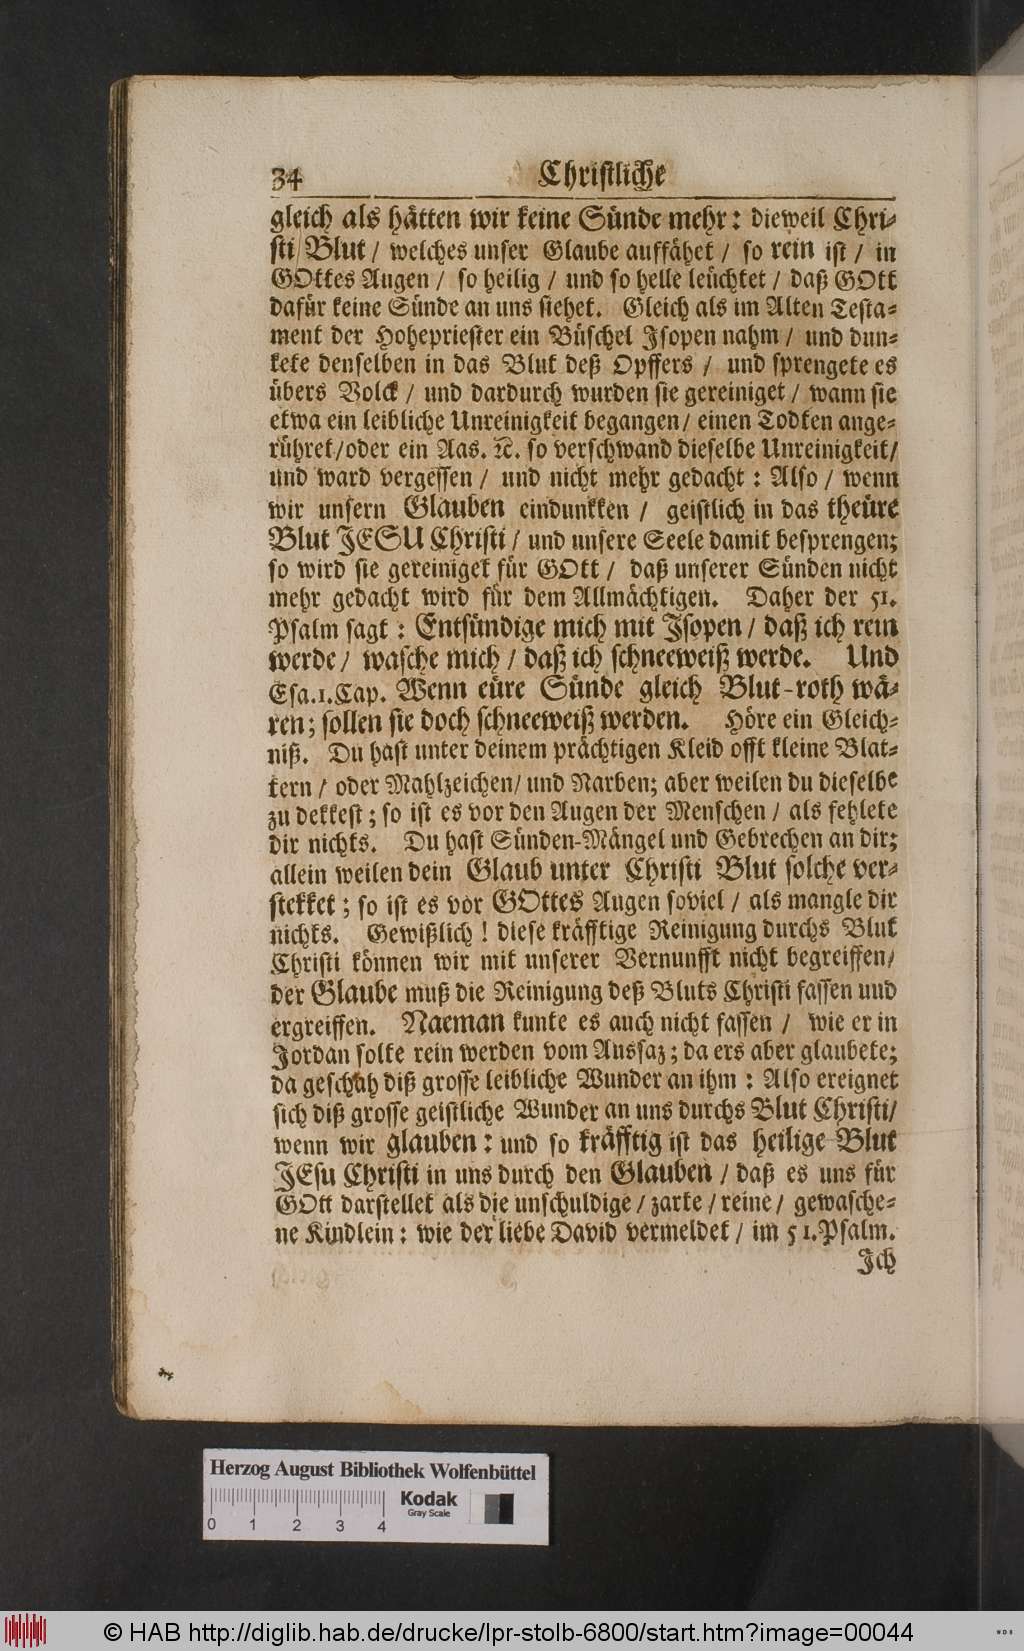 34 Christliche
gleich als hätten wir keine Sünde mehr: dieweil Chri-
sti Blut / welches unser Glaube auffähet / so rein ist / in
GOttes Augen / so heilig / und so helle leüchtet / daß GOtt
dafür keine Sünde an uns siehet. Gleich als im Alten Testa-
ment der Hohepriester ein Büschel Jsopen nahm / und dun-
kete denselben in das Blut deß Opffers / und sprengete es
übers Volck / und dardurch wurden sie gereiniget / wann sie
etwa ein leibliche Unreinigkeit begangen / einen Todten ange-
rühret / oder ein Aas. ꝛc. so verschwand dieselbe Unreinigkeit /
und ward vergessen / und nicht mehr gedacht: Also / wenn
wir unsern Glauben eindunkken / geistlich in das theüre
Blut JESU Christi / und unsere Seele damit besprengen;
so wird sie gereiniget für GOtt / daß unserer Sünden nicht
mehr gedacht wird für dem Allmächtigen. Daher der 51.
Psalm sagt: Entsündige mich mit Jsopen / daß ich rein
werde / wasche mich / daß ich schneeweiß werde. Und
Esa. 1. Cap. Wenn eüre Sünde gleich Blut-roth wä-
ren; sollen sie doch schneeweiß werden. Höre ein Gleich-
niß. Du hast unter deinem prächtigen Kleid offt kleine Blat-
tern / oder Mahlzeichen / und Narben; aber weilen du dieselbe
zu dekkest; so ist es vor den Augen der Menschen / als fehlete
dir nichts. Du hast Sünden-Mängel und Gebrechen an dir;
allein weilen dein Glaub unter Christi Blut solche ver-
stekket; so ist es vor GOttes Augen soviel / als mangle dir
nichts. Gewißlich! diese kräfftige Reinigung durchs Blut
Christi können wir mit unserer Vernunfft nicht begreiffen /
der Glaube muß die Reinigung deß Bluts Christi fassen und
ergreiffen. Naeman kunte es auch nicht fassen / wie er in
Jordan solte rein werden vom Aussaz; da ers aber glaubete;
da geschah diß grosse leibliche Wunder an ihm: Also ereignet
sich diß grosse geistliche Wunder an uns durchs Blut Christi /
wenn wir glauben: und so kräfftig ist das heilige Blut
JEsu Christi in uns durch den Glauben / daß es uns für
GOtt darstellet als die unschuldige / zarte / reine / gewasche-
ne Kindlein: wie der liebe David vermeldet / im 51. Psalm.
Jch
Herzog August Bibliothek Wolfenbüttel
Kodak
Gray Scale
0 1 2 3 4
© HAB http://diglib.hab.de/drucke/lpr-stolb-6800/start.htm?image=00044